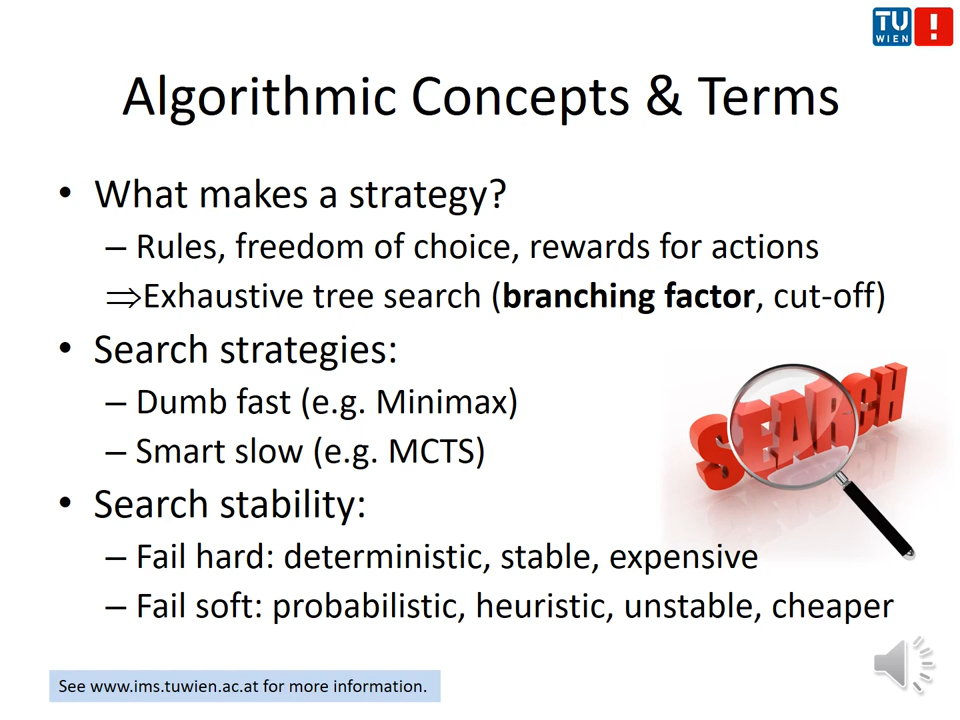 TU
WIEN
!
Algorithmic Concepts & Terms
• What makes a strategy?
– Rules, freedom of choice, rewards for actions
⇒Exhaustive tree search (branching factor, cut-off)
• Search strategies:
– Dumb fast (e.g. Minimax)
– Smart slow (e.g. MCTS)
SEARCH
• Search stability:
– Fail hard: deterministic, stable, expensive
– Fail soft: probabilistic, heuristic, unstable, cheaper
See www.ims.tuwien.ac.at for more information.